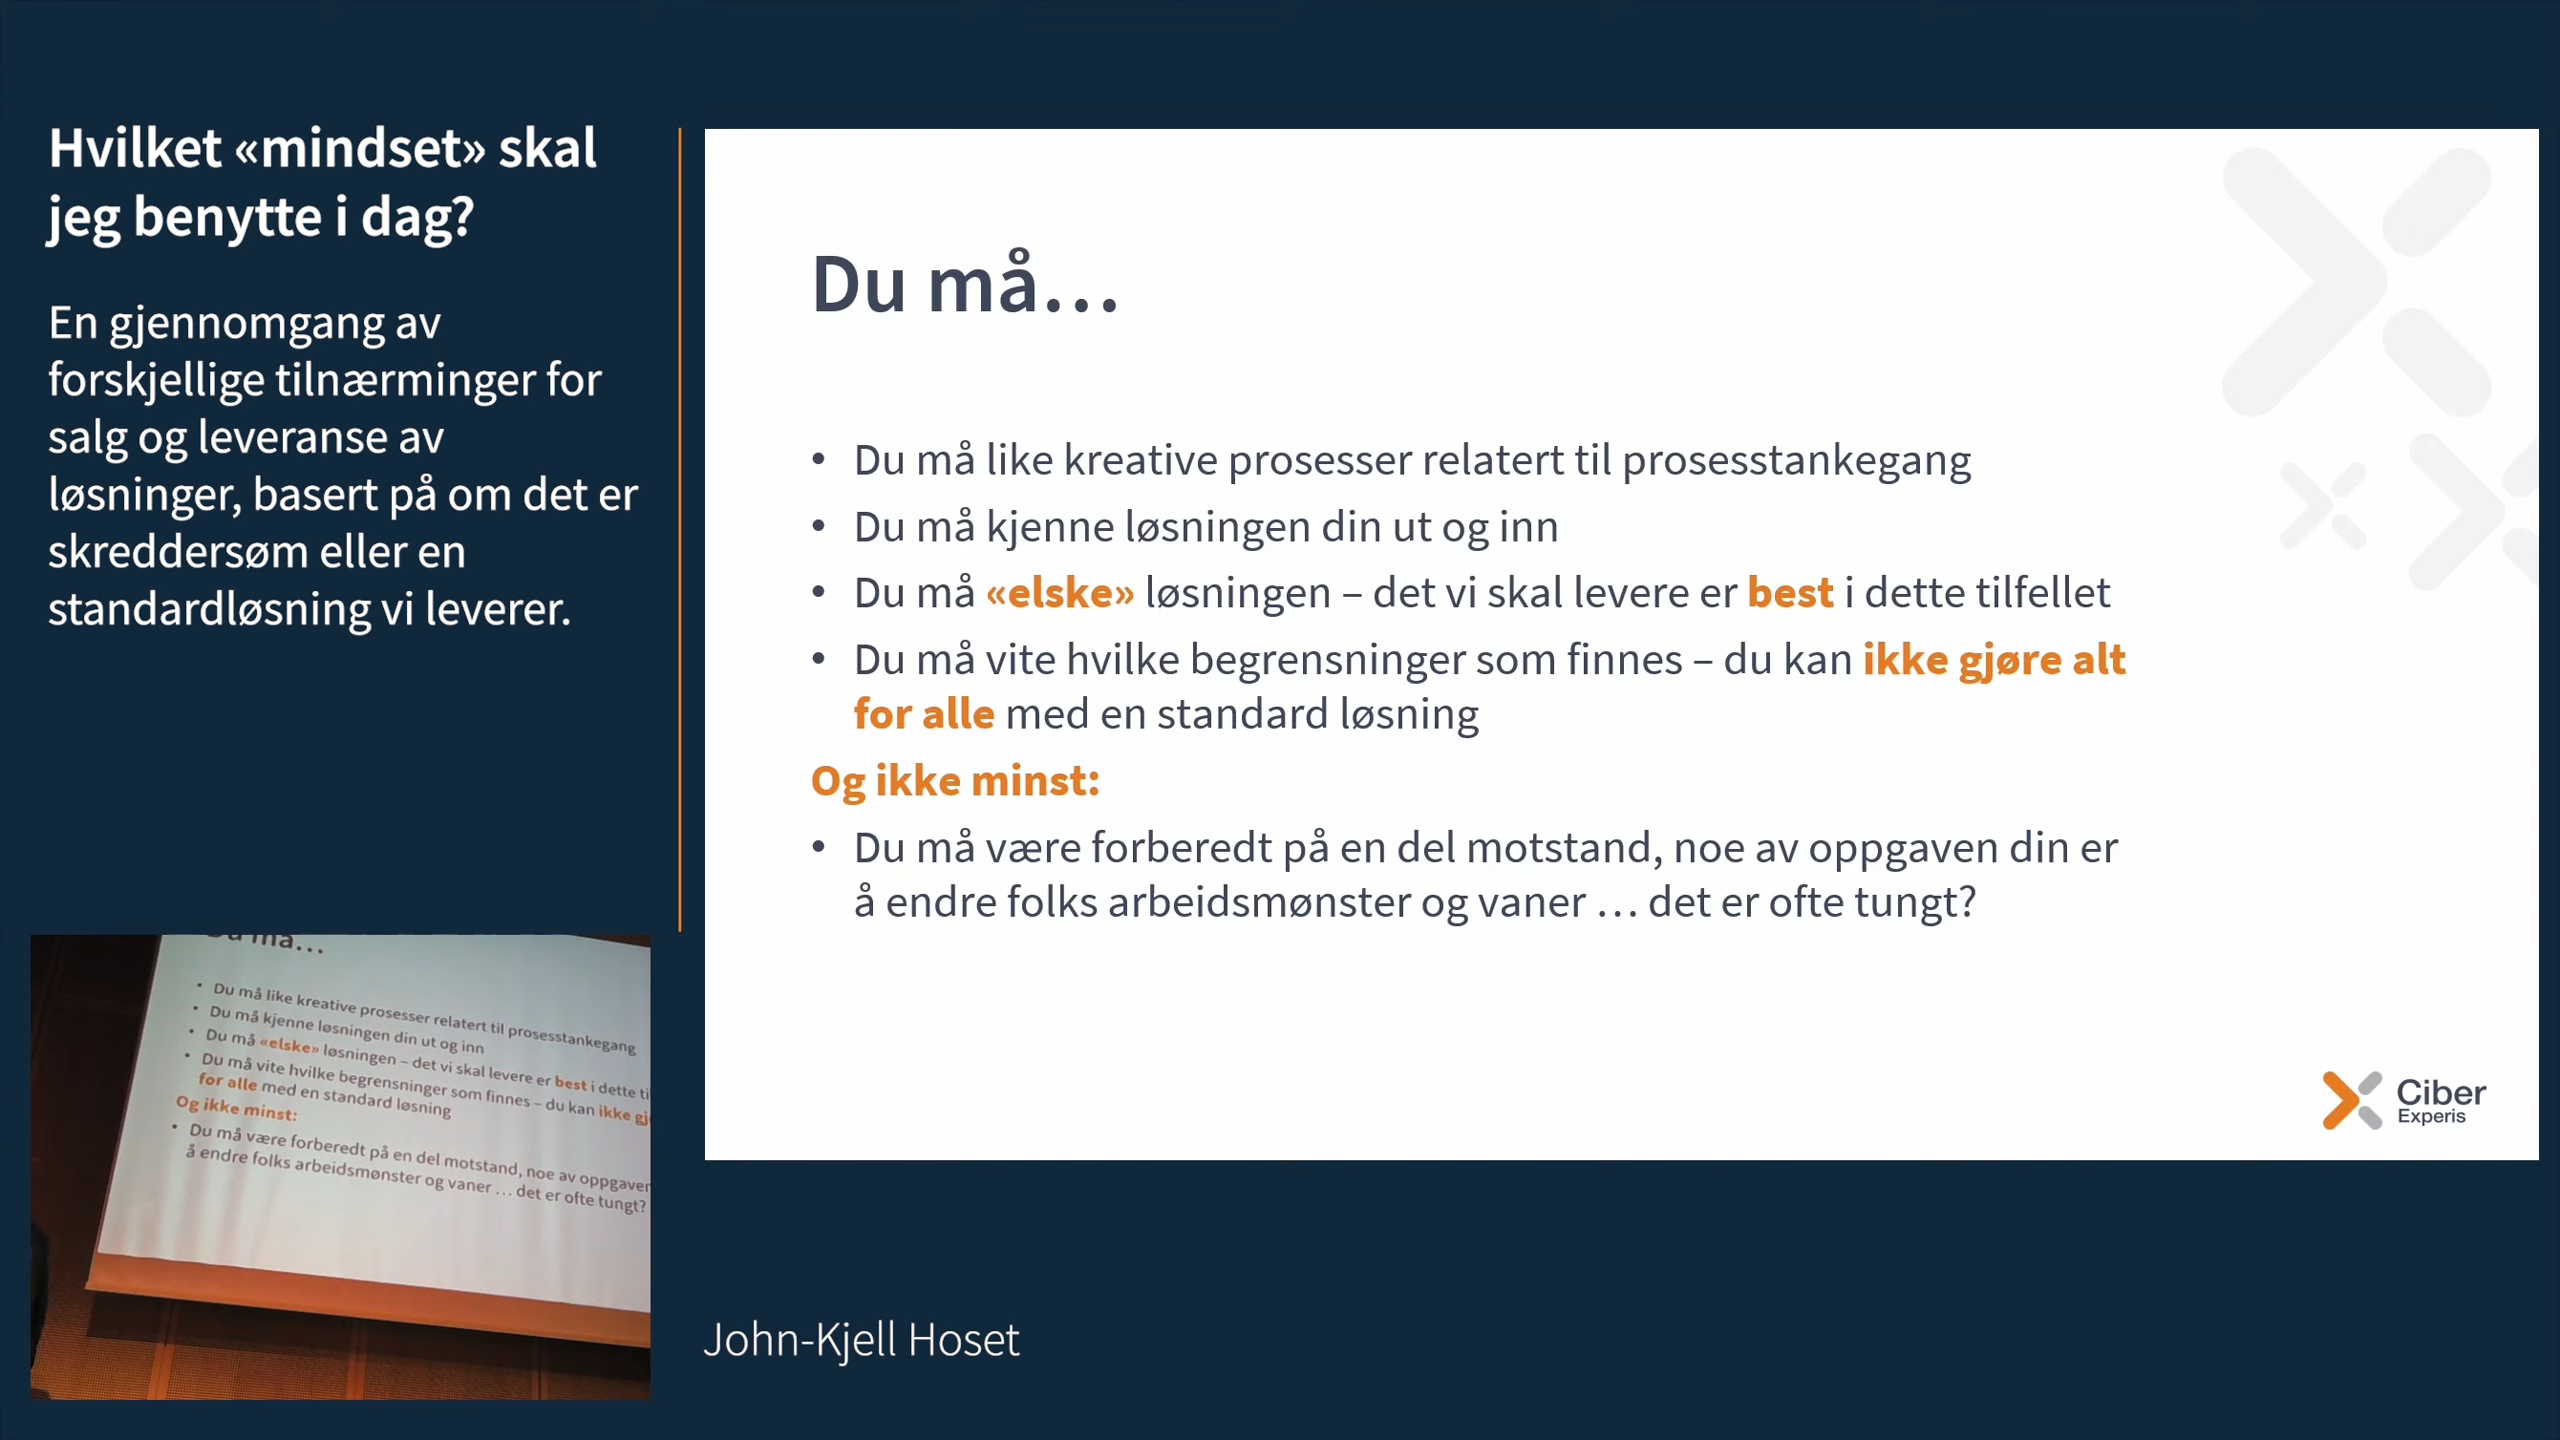 Hvilket «mindset» skal
jeg benytte i dag?
En gjennomgang av
forskjellige tilnærminger for
salg og leveranse av
løsninger, basert på om det er
skreddersøm eller en
standardløsning vi leverer.
Du må...
• Du må like kreative prosesser relatert til prosesstankegang
• Du må kjenne løsningen din ut og inn
• Du må «elske» løsningen – det vi skal levere er best i dette tilfellet
• Du må vite hvilke begrensninger som finnes – du kan ikke gjøre alt
for alle med en standard løsning
Og ikke minst:
• Du må være forberedt på en del motstand, noe av oppgaven din er
å endre folks arbeidsmønster og vaner … det er ofte tungt?
Ciber
Experis
Du må...
• Du må like kreative prosesser relatert til prosesstankegang
• Du må kjenne løsningen din ut og inn
• Du må «elske» løsningen – det vi skal levere er best i dette
• Du må vite hvilke begrensninger som finnes – du kan ikke
for alle med en standard løsning
Og ikke minst:
• Du må være forberedt på en del motstand, noe av
å endre folks arbeidsmønster og vaner … det er ofte tungt?
John-Kjell Hoset